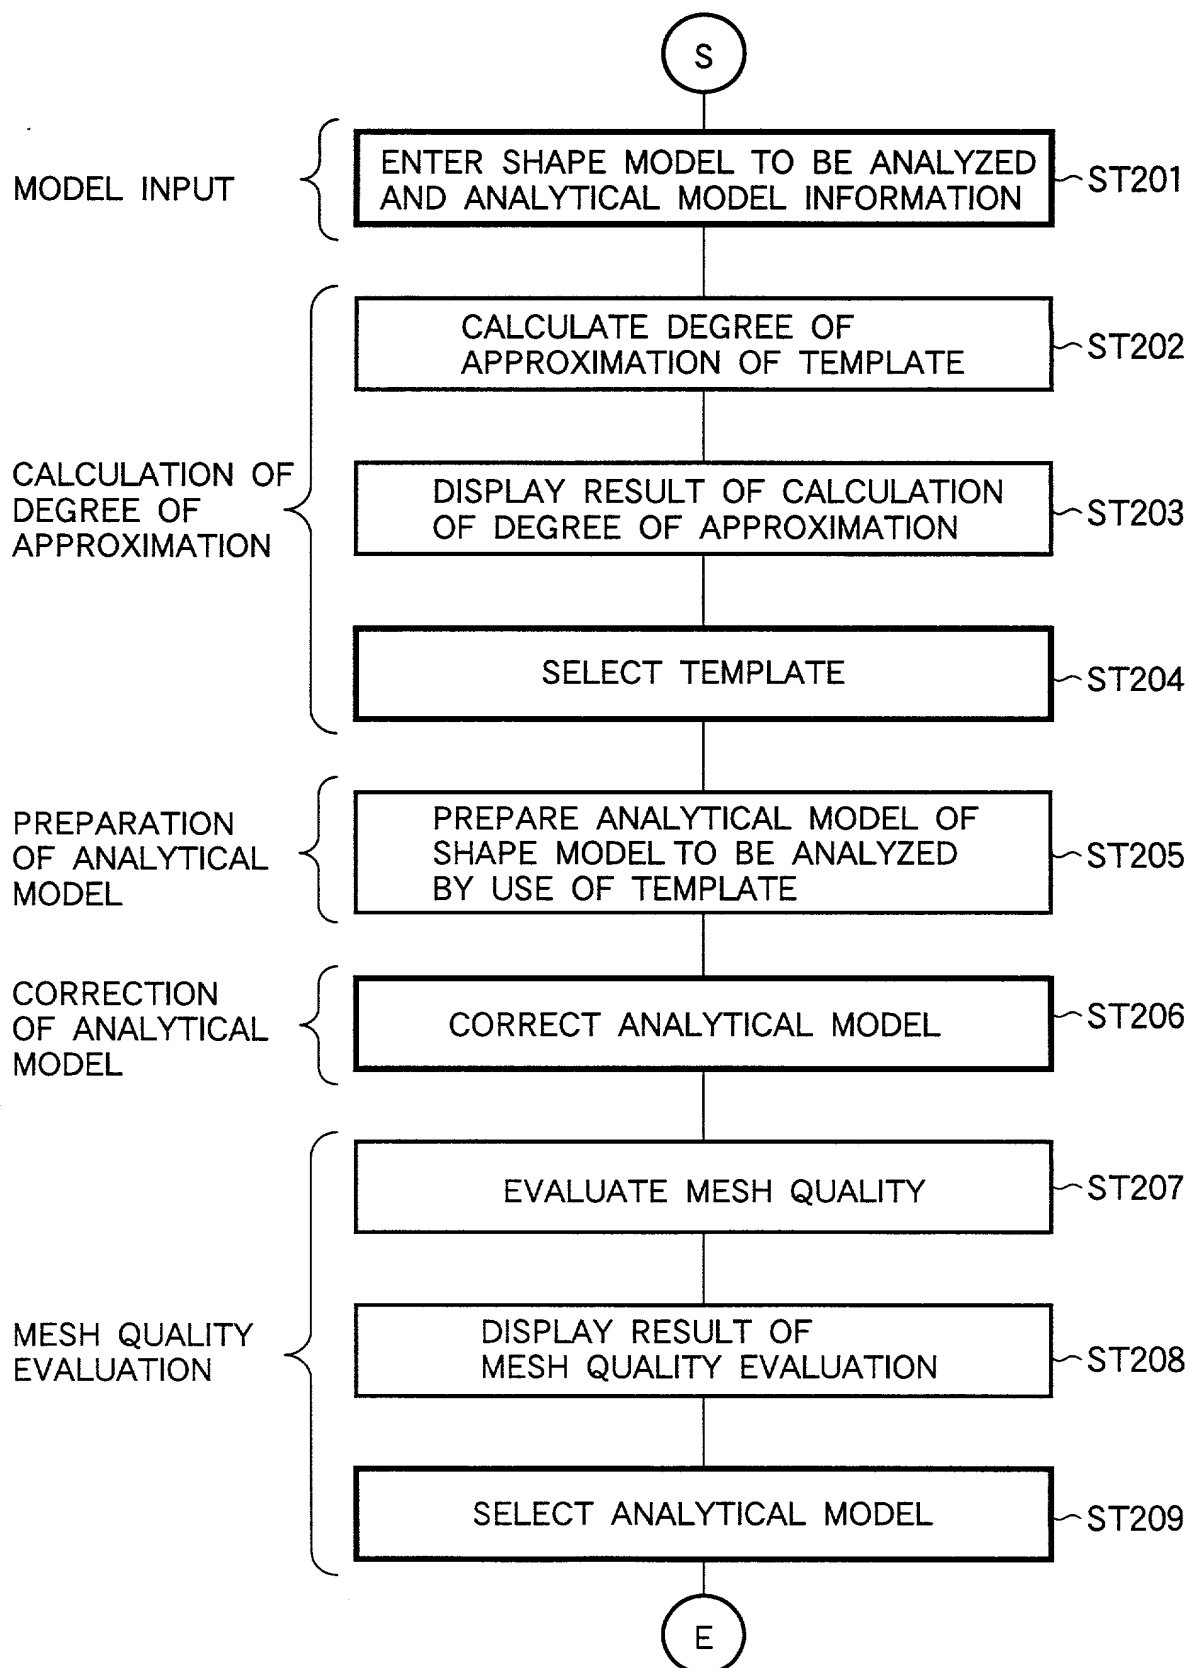 S
MODEL INPUT
ENTER SHAPE MODEL TO BE ANALYZED
AND ANALYTICAL MODEL INFORMATION
ST201
CALCULATION OF
DEGREE OF
APPROXIMATION
CALCULATE DEGREE OF
APPROXIMATION OF TEMPLATE
ST202
DISPLAY RESULT OF CALCULATION
OF DEGREE OF APPROXIMATION
ST203
SELECT TEMPLATE
ST204
PREPARATION
OF ANALYTICAL
MODEL
PREPARE ANALYTICAL MODEL OF
SHAPE MODEL TO BE ANALYZED
BY USE OF TEMPLATE
ST205
CORRECTION
OF ANALYTICAL
MODEL
CORRECT ANALYTICAL MODEL
ST206
MESH QUALITY
EVALUATION
EVALUATE MESH QUALITY
ST207
DISPLAY RESULT OF
MESH QUALITY EVALUATION
ST208
SELECT ANALYTICAL MODEL
ST209
E